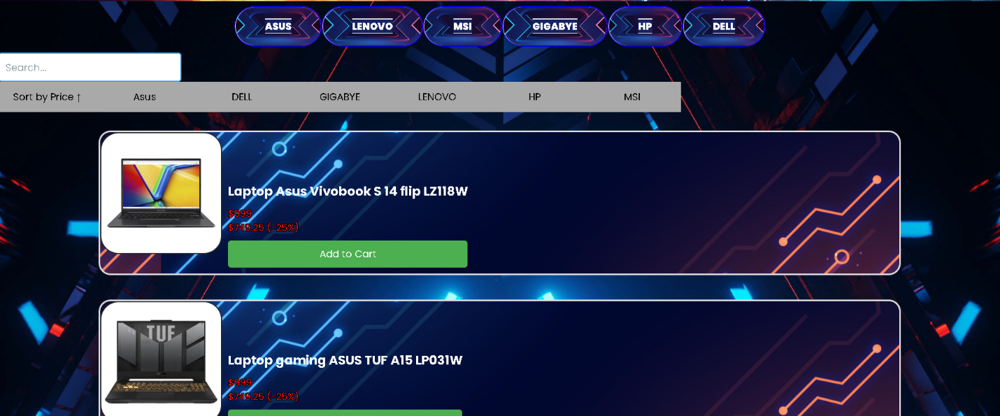 ASUS LENOVO MSI GIGABYE HP DELL
Search...
Sort by Price ↑ Asus DELL GIGABYE LENOVO HP MSI
Laptop Asus Vivobook S 14 flip LZ118W
$599
$749.25 (-25%)
Add to Cart
TUF
Laptop gaming ASUS TUF A15 LP031W
$599
$749.25 (-25%)